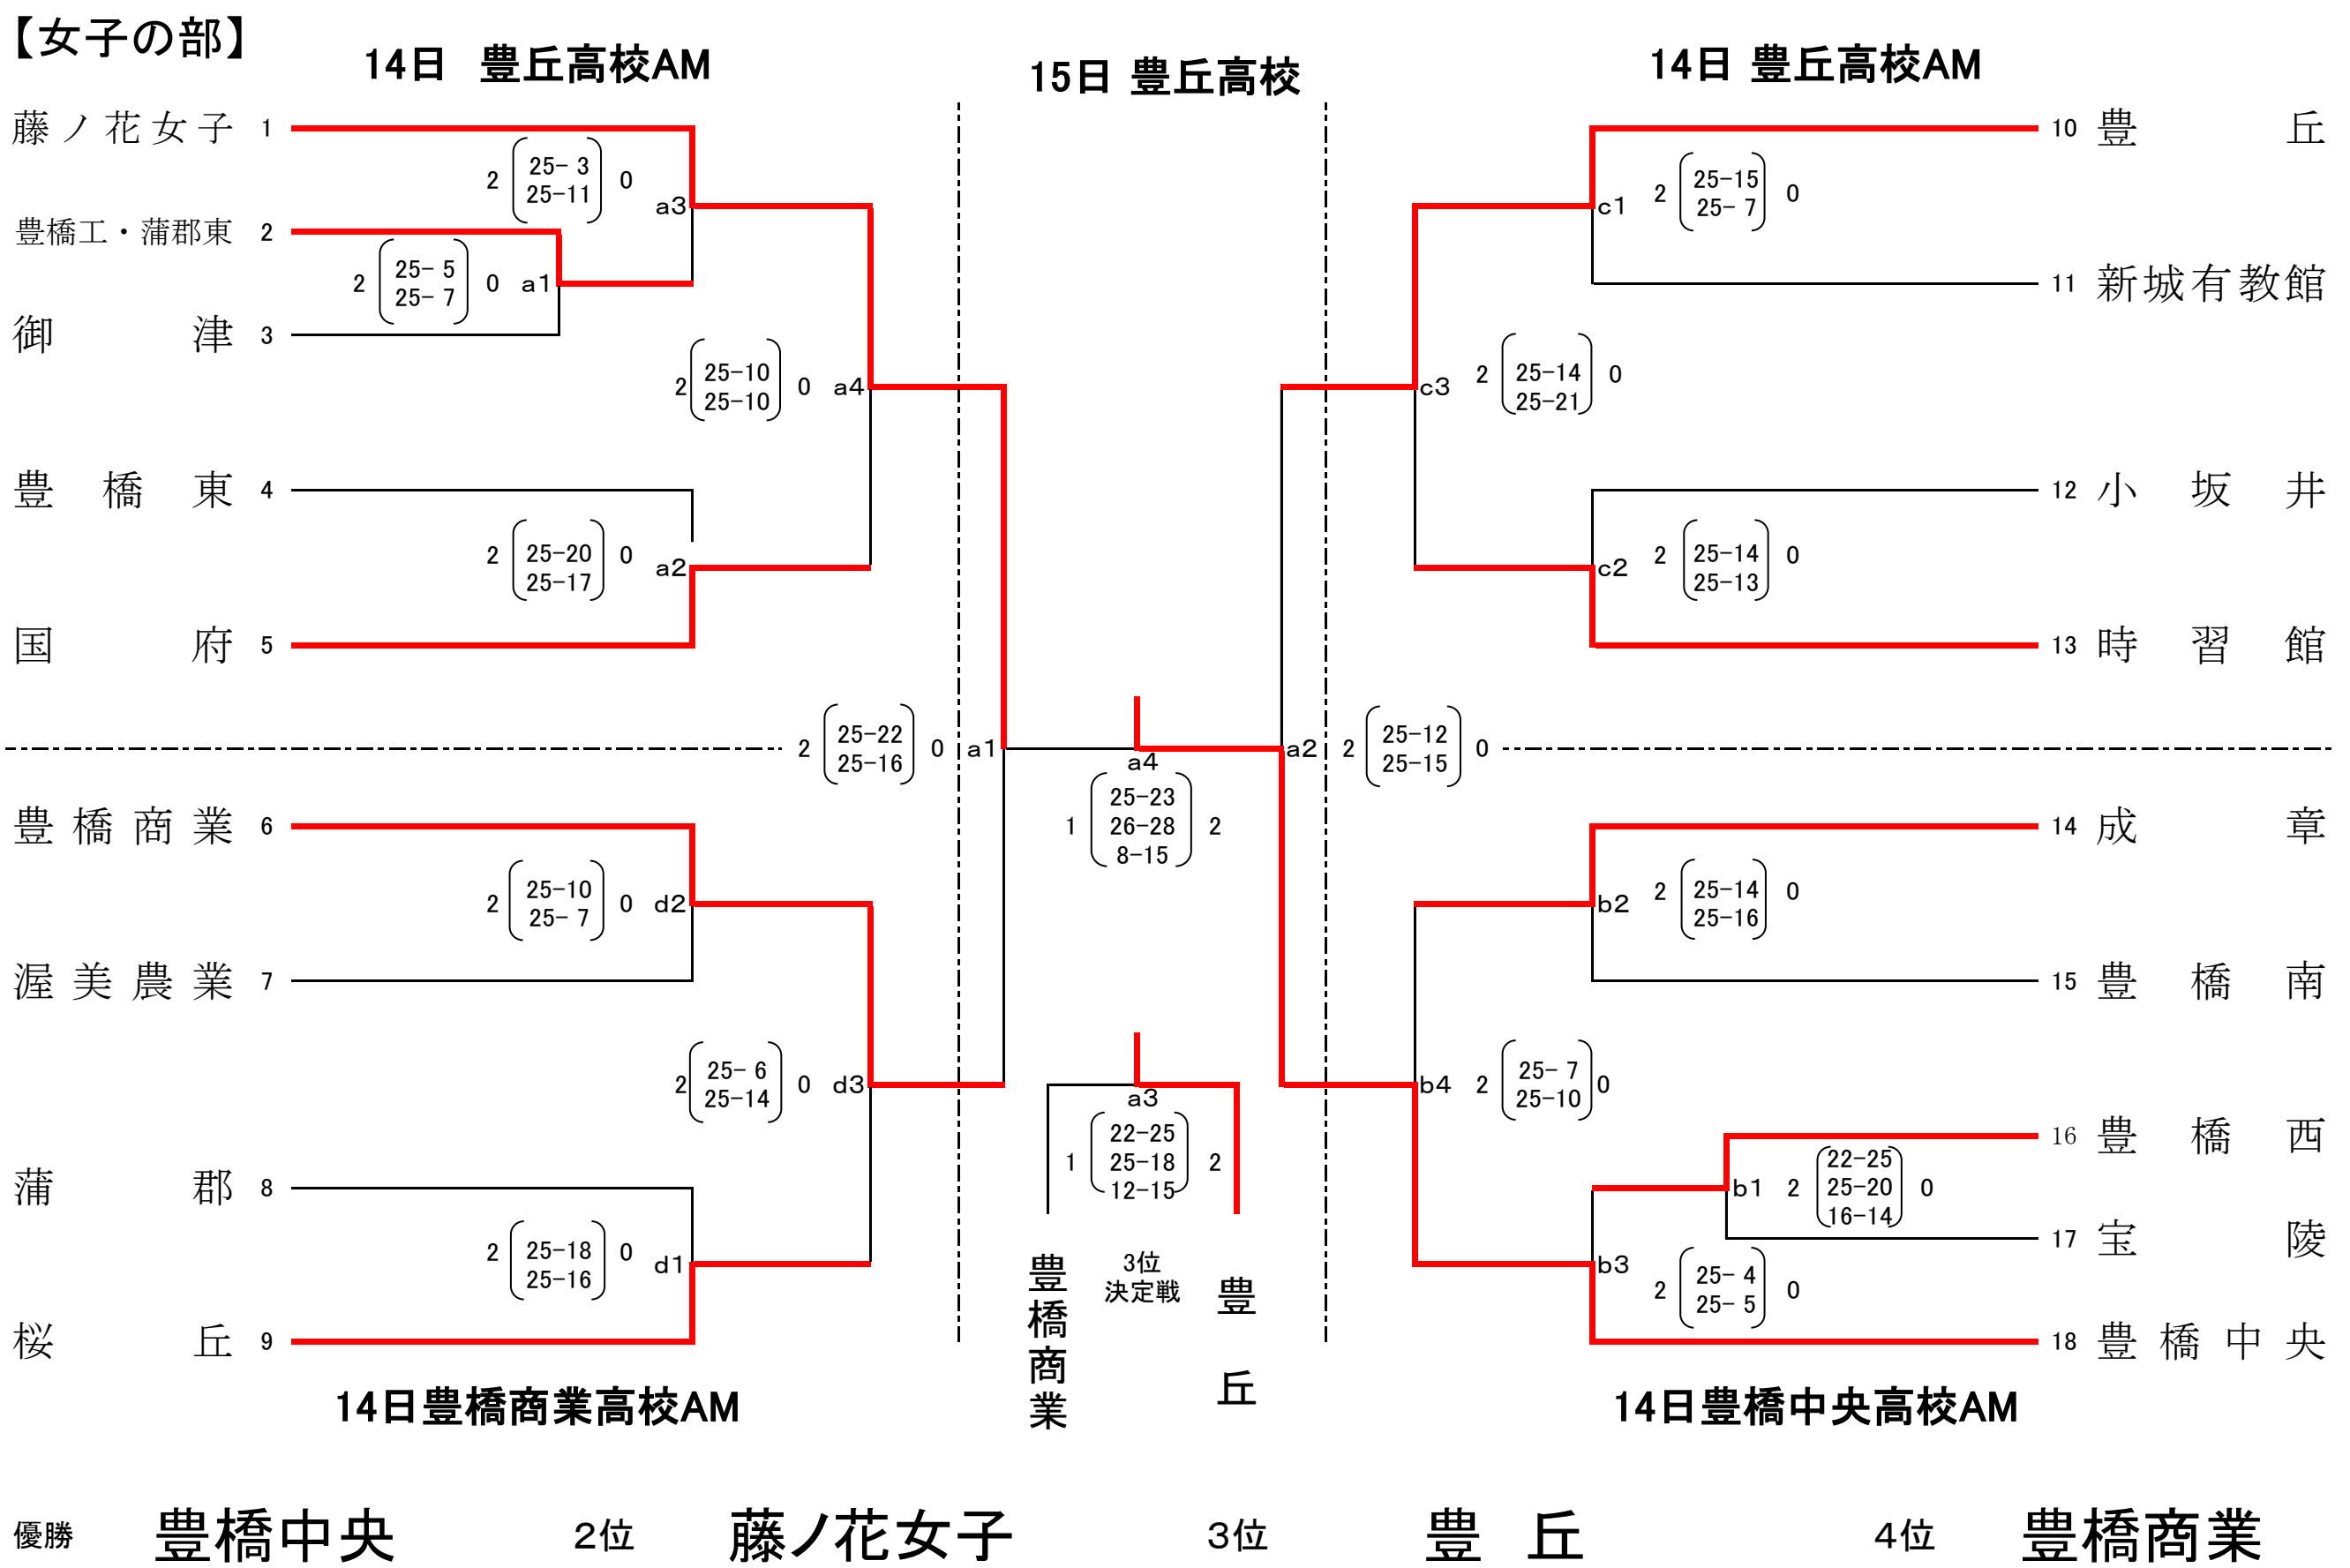 【女子の部】
14日　豊丘高校AM
15日 豊丘高校
14日 豊丘高校AM
藤ノ花女子 1
2 25- 3 0
25-11
a3
豊橋工・蒲郡東 2
2 25- 5 0 a1
25- 7
御津 3
2 25-10 0 a4
25-10
豊橋東 4
2 25-20 0 a2
25-17
国府 5
2 25-22 0 a1
25-16
豊橋商業 6
2 25-10 0 d2
25- 7
渥美農業 7
2 25- 6 0 d3
25-14
蒲郡 8
2 25-18 0 d1
25-16
桜丘 9
14日豊橋商業高校AM
a4
25-23
1 26-28 2
8-15
a3
22-25
1 25-18 2
12-15
3位
決定戦
豊橋商業
豊丘
10 豊丘
c1 2 25-15 0
25- 7
11 新城有教館
c3 2 25-14 0
25-21
12 小坂井
c2 2 25-14 0
25-13
13 時習館
a2 2 25-12 0
25-15
14 成章
b2 2 25-14 0
25-16
15 豊橋南
b4 2 25- 7 0
25-10
16 豊橋西
22-25
b1 2 25-20 0
16-14
17 宝陵
b3 2 25- 4 0
25- 5
18 豊橋中央
14日豊橋中央高校AM
優勝 豊橋中央 2位 藤ノ花女子 3位 豊丘 4位 豊橋商業